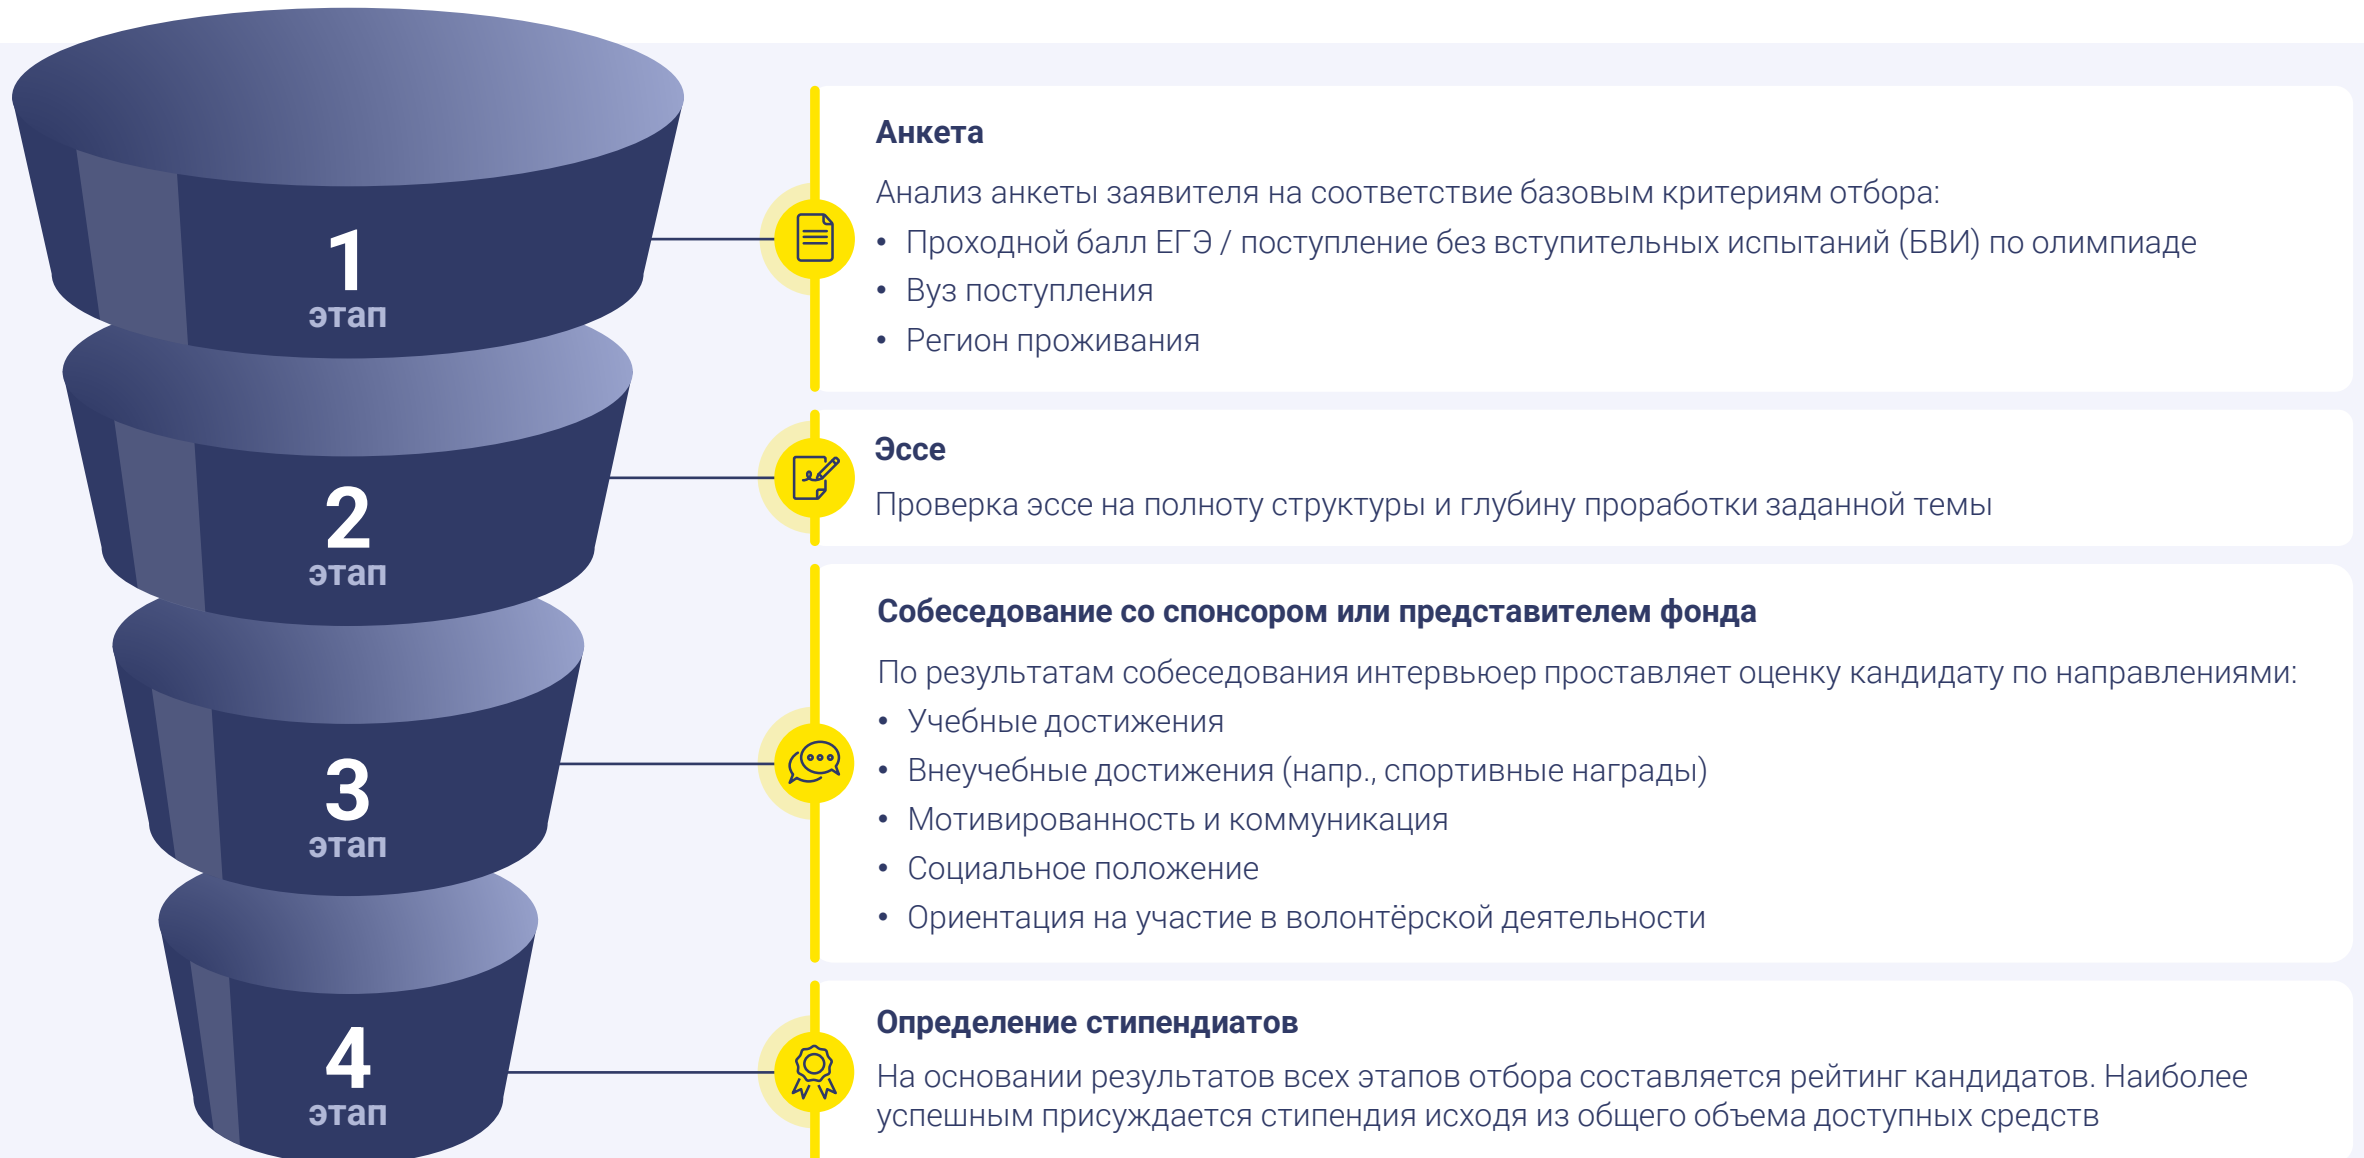 1
этап
Анкета
Анализ анкеты заявителя на соответствие базовым критериям отбора:
• Проходной балл ЕГЭ / поступление без вступительных испытаний (БВИ) по олимпиаде
• Вуз поступления
• Регион проживания
2
этап
Эссе
Проверка эссе на полноту структуры и глубину проработки заданной темы
3
этап
Собеседование со спонсором или представителем фонда
По результатам собеседования интервьюер проставляет оценку кандидату по направлениями:
• Учебные достижения
• Внеучебные достижения (напр., спортивные награды)
• Мотивированность и коммуникация
• Социальное положение
• Ориентация на участие в волонтёрской деятельности
4
этап
Определение стипендиатов
На основании результатов всех этапов отбора составляется рейтинг кандидатов. Наиболее
успешным присуждается стипендия исходя из общего объема доступных средств